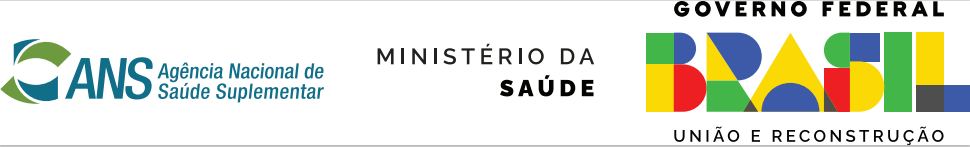 ANS
Agência Nacional de
Saúde Suplementar
MINISTÉRIO DA
SAÚDE
GOVERNO FEDERAL
BRASIL
UNIÃO E RECONSTRUÇÃO